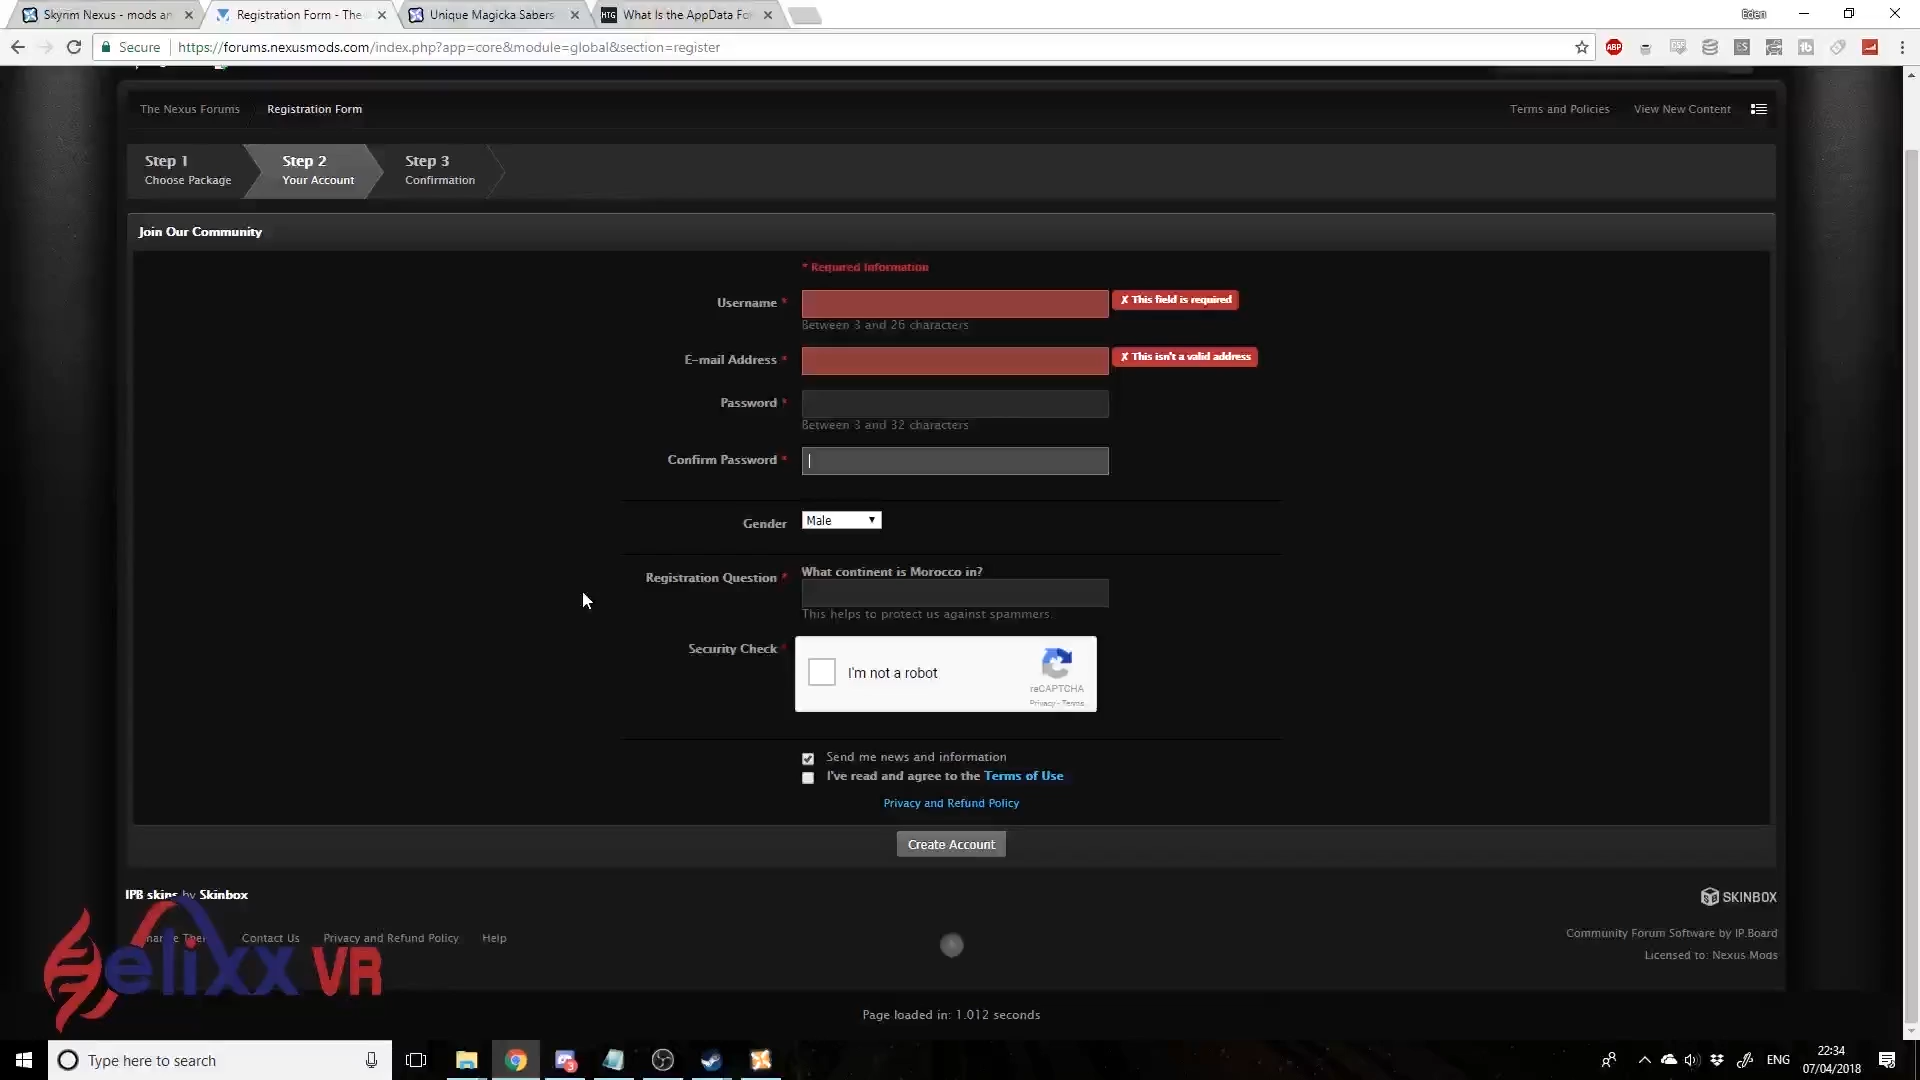 Skyrim Nexus - mods an
Registration Form - The
Unique Magicka Sabers
HTG What Is the AppData Fo
Eden
Secure https://forums.nexusmods.com/index.php?app=core&module=global&section=register
ABP
The Nexus Forums Registration Form Terms and Policies View New Content
Step 1 Step 2 Step 3
Choose Package Your Account Confirmation
Join Our Community
* Required Information
Username * ✗ This field is required
Between 3 and 26 characters
E-mail Address * ✗ This isn't a valid address
Password *
Between 3 and 32 characters
Confirm Password *
Gender Male
Registration Question * What continent is Morocco in?
This helps to protect us against spammers.
Security Check * I'm not a robot
reCAPTCHA
Privacy - Terms
Send me news and information
I've read and agree to the Terms of Use
Privacy and Refund Policy
Create Account
IPB skins by Skinbox SKINBOX
Contact Us Privacy and Refund Policy Help
Community Forum Software by IP.Board
Licensed to: Nexus Mods
elixx VR
Page loaded in: 1.012 seconds
Type here to search
ENG 22:34
07/04/2018